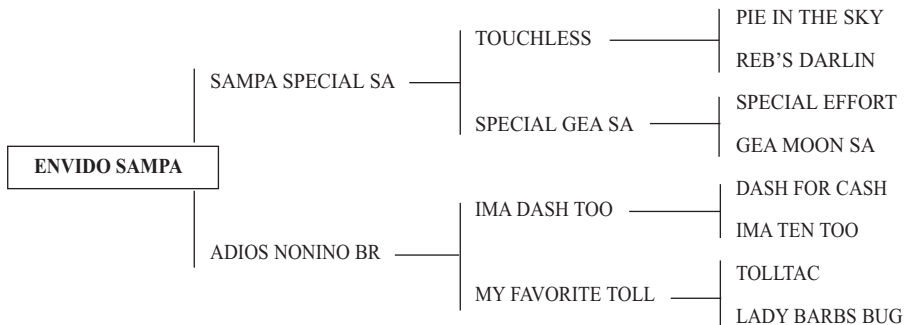 PIE IN THE SKY
TOUCHLESS
REB'S DARLIN
SAMPA SPECIAL SA
SPECIAL EFFORT
SPECIAL GEA SA
GEA MOON SA
ENVIDO SAMPA
DASH FOR CASH
IMA DASH TOO
IMA TEN TOO
ADIOS NONINO BR
TOLLTAC
MY FAVORITE TOLL
LADY BARBS BUG